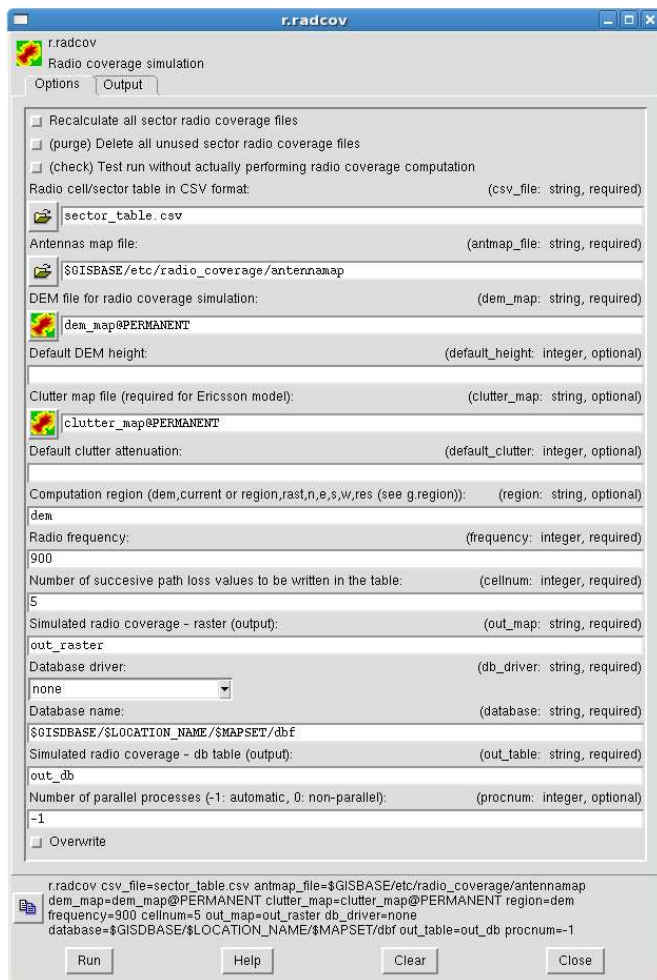 r.radcov
r.radcov
Radio coverage simulation
Options Output
Recalculate all sector radio coverage files
(purge) Delete all unused sector radio coverage files
(check) Test run without actually performing radio coverage computation
Radio cell/sector table in CSV format: (csv_file: string, required)
sector_table.csv
Antennas map file: (antmap_file: string, required)
$GISBASE/etc/radio_coverage/antennamap
DEM file for radio coverage simulation: (dem_map: string, required)
dem_map@PERMANENT
Default DEM height: (default_height: integer, optional)
Clutter map file (required for Ericsson model): (clutter_map: string, optional)
clutter_map@PERMANENT
Default clutter attenuation: (default_clutter: integer, optional)
Computation region (dem,current or region,rast,n,e,s,w,res (see g.region)): (region: string, optional)
dem
Radio frequency: (frequency: integer, required)
900
Number of succesive path loss values to be written in the table: (cellnum: integer, required)
5
Simulated radio coverage - raster (output): (out_map: string, required)
out_raster
Database driver: (db_driver: string, required)
none
Database name: (database: string, required)
$GISDBASE/$LOCATION_NAME/$MAPSET/dbf
Simulated radio coverage - db table (output): (out_table: string, required)
out_db
Number of parallel processes (-1: automatic, 0: non-parallel): (procnum: integer, optional)
-1
Overwrite
r.radcov csv_file=sector_table.csv antmap_file=$GISBASE/etc/radio_coverage/antennamap
dem_map=dem_map@PERMANENT clutter_map=clutter_map@PERMANENT region=dem
frequency=900 cellnum=5 out_map=out_raster db_driver=none
database=$GISDBASE/$LOCATION_NAME/$MAPSET/dbf out_table=out_db procnum=-1
Run Help Clear Close